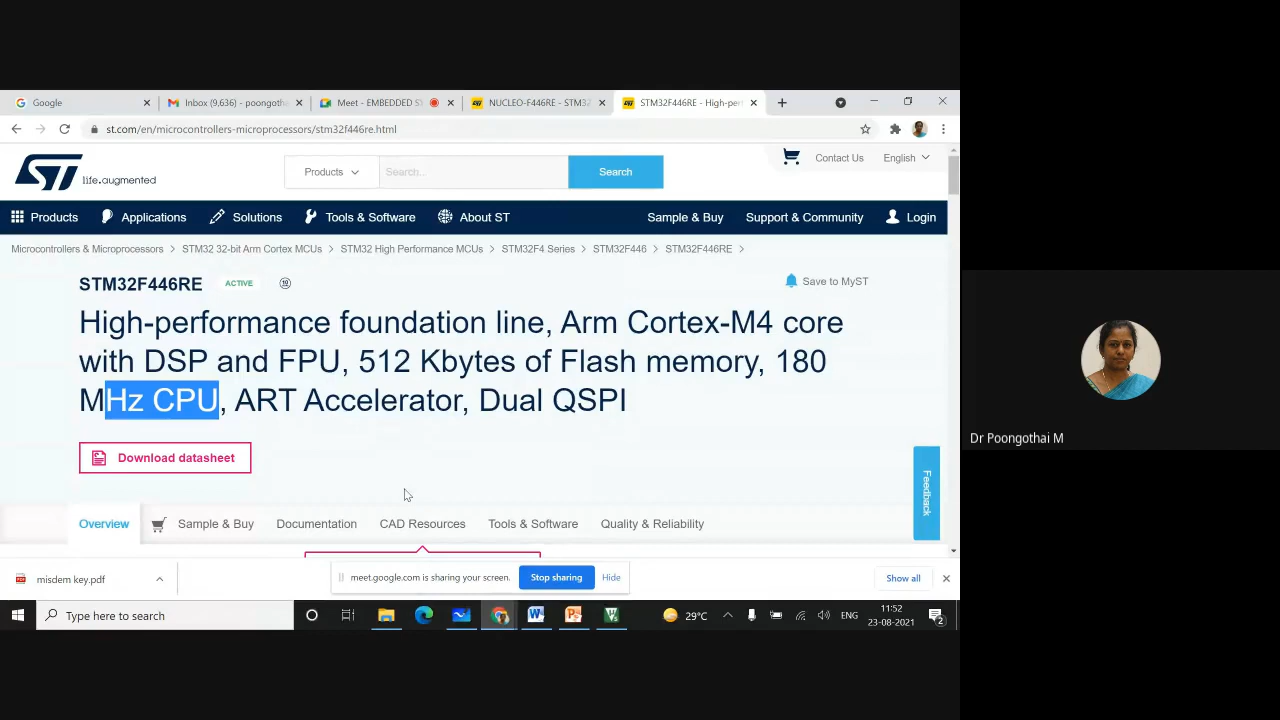 Google
Inbox (9,636) - poongotha
Meet - EMBEDDED SY
NUCLEO-F446RE - STM32
STM32F446RE - High-per
st.com/en/microcontrollers-microprocessors/stm32f446re.html
ST life.augmented
Products
Search..
Search
Contact Us
English
Products
Applications
Solutions
Tools & Software
About ST
Sample & Buy
Support & Community
Login
Microcontrollers & Microprocessors > STM32 32-bit Arm Cortex MCUs > STM32 High Performance MCUs > STM32F4 Series > STM32F446 > STM32F446RE >
STM32F446RE
ACTIVE
10
Save to MyST
High-performance foundation line, Arm Cortex-M4 core
with DSP and FPU, 512 Kbytes of Flash memory, 180
MHz CPU, ART Accelerator, Dual QSPI
Download datasheet
Feedback
Overview
Sample & Buy
Documentation
CAD Resources
Tools & Software
Quality & Reliability
misdem key.pdf
meet.google.com is sharing your screen.
Stop sharing
Hide
Show all
Type here to search
29°C
ENG
11:52
23-08-2021
2
Dr Poongothai M